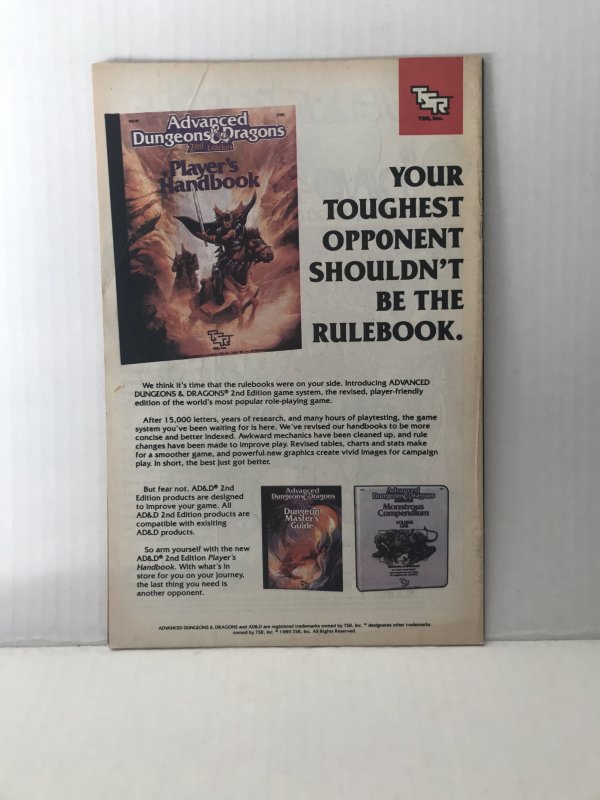 TSR
TSR, Inc.
Advanced
Dungeons & Dragons
2nd Edition
Player's
Handbook
TSR
YOUR
TOUGHEST
OPPONENT
SHOULDN'T
BE THE
RULEBOOK.
We think it's time that the rulebooks were on your side. Introducing ADVANCED
DUNGEONS & DRAGONS® 2nd Edition game system, the revised, player-friendly
edition of the world's most popular role-playing game.
After 15,000 letters, years of research, and many hours of playtesting, the game
system you've been waiting for is here. We've revised our handbooks to be more
concise and better indexed. Awkward mechanics have been cleaned up, and rule
changes have been made to improve play. Revised tables, charts and stats make
for a smoother game, and powerful new graphics create vivid images for campaign
play. In short, the best just got better.
But fear not. AD&D® 2nd
Edition products are designed
to improve your game. All
AD&D 2nd Edition products are
compatible with exisiting
AD&D products.
So arm yourself with the new
AD&D® 2nd Edition Player's
Handbook. With what's in
store for you on your journey,
the last thing you need is
another opponent.
Advanced
Dungeons & Dragons
Dungeon
Master's
Guide
Advanced
Dungeons & Dragons
Monstrous
Compendium
VOLUME
ONE
TSR
ADVANCED DUNGEONS & DRAGONS and AD&D are registered trademarks owned by TSR, Inc. ™ designates other trademarks
owned by TSR, Inc. © 1989 TSR, Inc. All Rights Reserved.